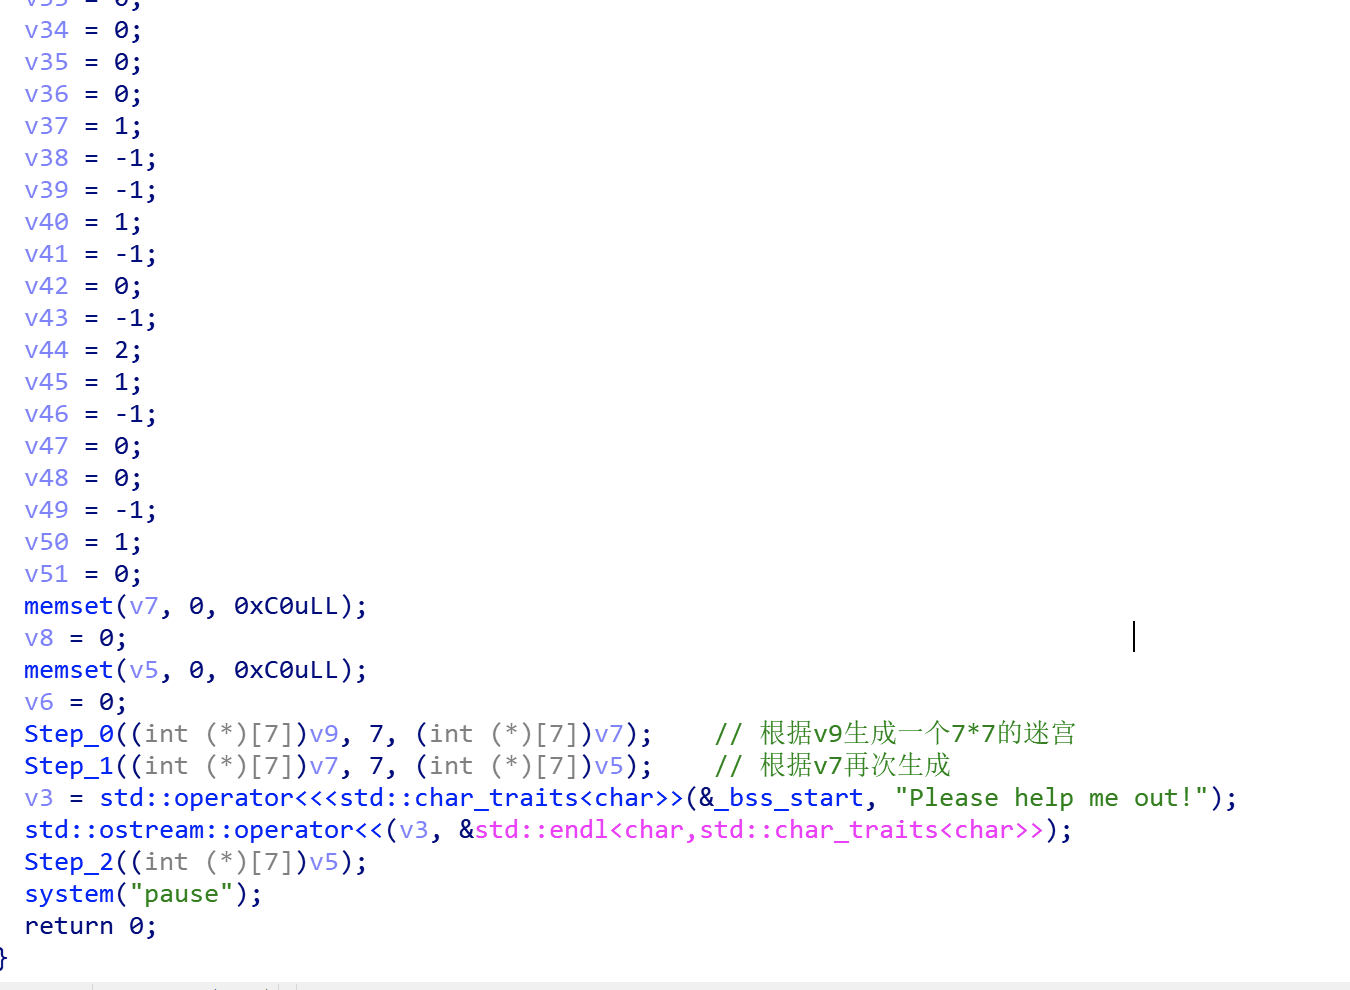 v34 = 0;
v35 = 0;
v36 = 0;
v37 = 1;
v38 = -1;
v39 = -1;
v40 = 1;
v41 = -1;
v42 = 0;
v43 = -1;
v44 = 2;
v45 = 1;
v46 = -1;
v47 = 0;
v48 = 0;
v49 = -1;
v50 = 1;
v51 = 0;
memset(v7, 0, 0xC0uLL);
v8 = 0;
memset(v5, 0, 0xC0uLL);
v6 = 0;
Step_0((int (*)[7])v9, 7, (int (*)[7])v7);    // 根据v9生成一个7*7的迷宫
Step_1((int (*)[7])v7, 7, (int (*)[7])v5);    // 根据v7再次生成
v3 = std::operator<<<std::char_traits<char>>(&_bss_start, "Please help me out!");
std::ostream::operator<<(v3, &std::endl<char,std::char_traits<char>>);
Step_2((int (*)[7])v5);
system("pause");
return 0;
}